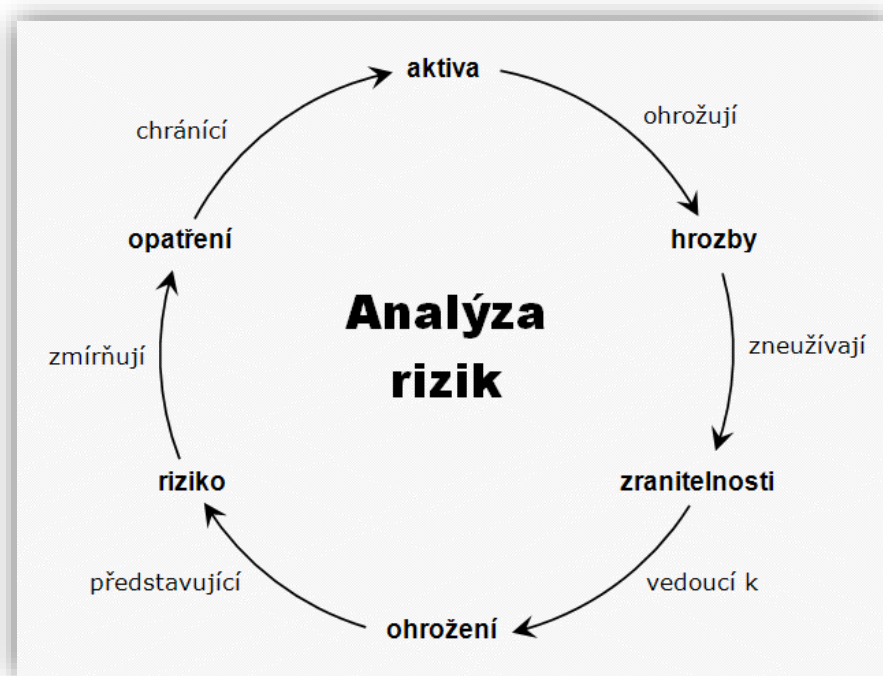 aktiva
ohrožují
hrozby
zneužívají
zranitelnosti
vedoucí k
ohrožení
představující
riziko
zmírňují
opatření
chránící
Analýza
rizik